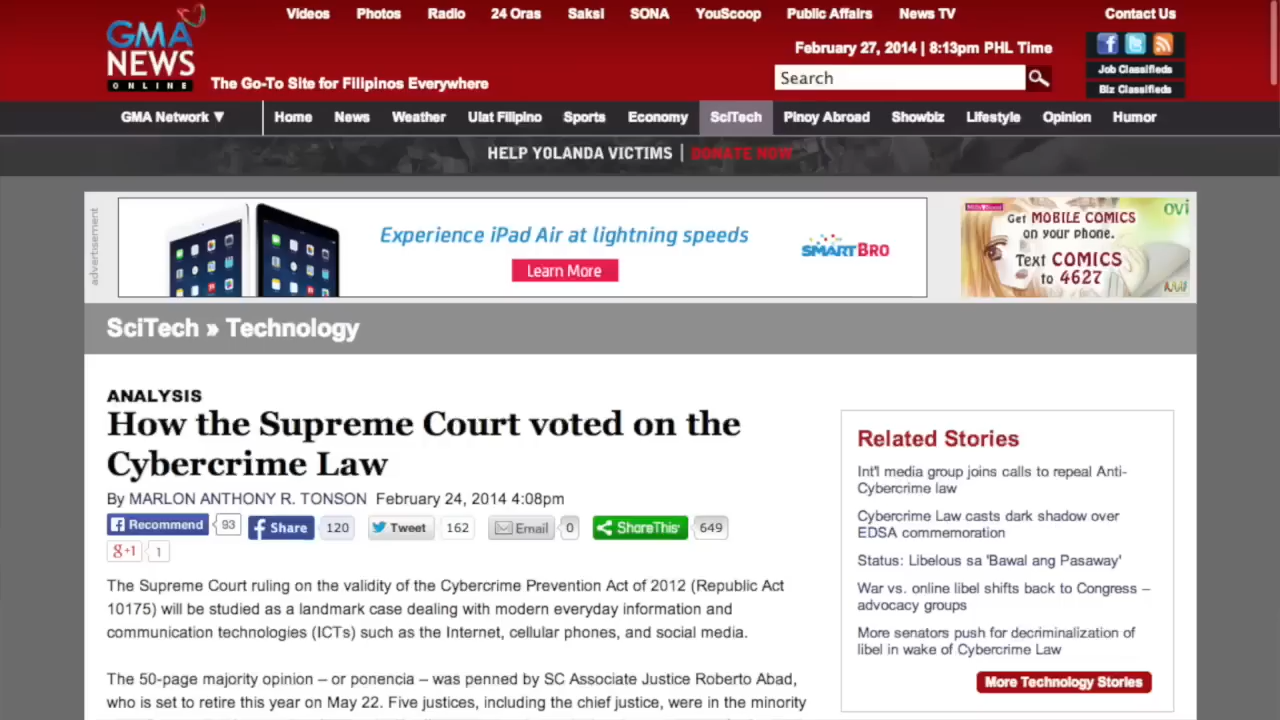 Videos Photos Radio 24 Oras Saksi SONA YouScoop Public Affairs News TV Contact Us
GMA
NEWS
ONLINE
The Go-To Site for Filipinos Everywhere
February 27, 2014 | 8:13pm PHL Time
Search
Job Classifieds
Biz Classifieds
GMA Network ▼ Home News Weather Ulat Filipino Sports Economy SciTech Pinoy Abroad Showbiz Lifestyle Opinion Humor
HELP YOLANDA VICTIMS | DONATE NOW
advertisement
Experience iPad Air at lightning speeds
Learn More
SMARTBRO
ovi
Get MOBILE COMICS
on your phone.
Text COMICS
to 4627
SciTech » Technology
ANALYSIS
How the Supreme Court voted on the
Cybercrime Law
By MARLON ANTHONY R. TONSON February 24, 2014 4:08pm
Recommend 93 Share 120 Tweet 162 Email 0 ShareThis 649
g+1 1
The Supreme Court ruling on the validity of the Cybercrime Prevention Act of 2012 (Republic Act
10175) will be studied as a landmark case dealing with modern everyday information and
communication technologies (ICTs) such as the Internet, cellular phones, and social media.
The 50-page majority opinion – or ponencia – was penned by SC Associate Justice Roberto Abad,
who is set to retire this year on May 22. Five justices, including the chief justice, were in the minority
Related Stories
Int'l media group joins calls to repeal Anti-
Cybercrime law
Cybercrime Law casts dark shadow over
EDSA commemoration
Status: Libelous sa 'Bawal ang Pasaway'
War vs. online libel shifts back to Congress –
advocacy groups
More senators push for decriminalization of
libel in wake of Cybercrime Law
More Technology Stories